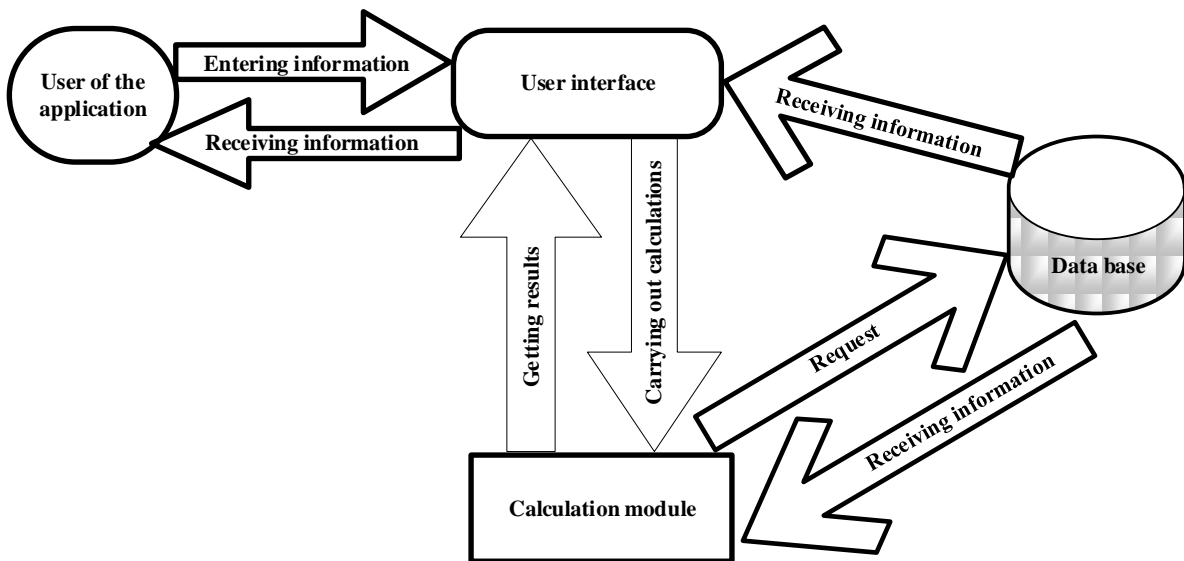 User of the
application
Entering information
Receiving information
User interface
Receiving information
Data base
Getting results
Carrying out calculations
Request
Receiving information
Calculation module